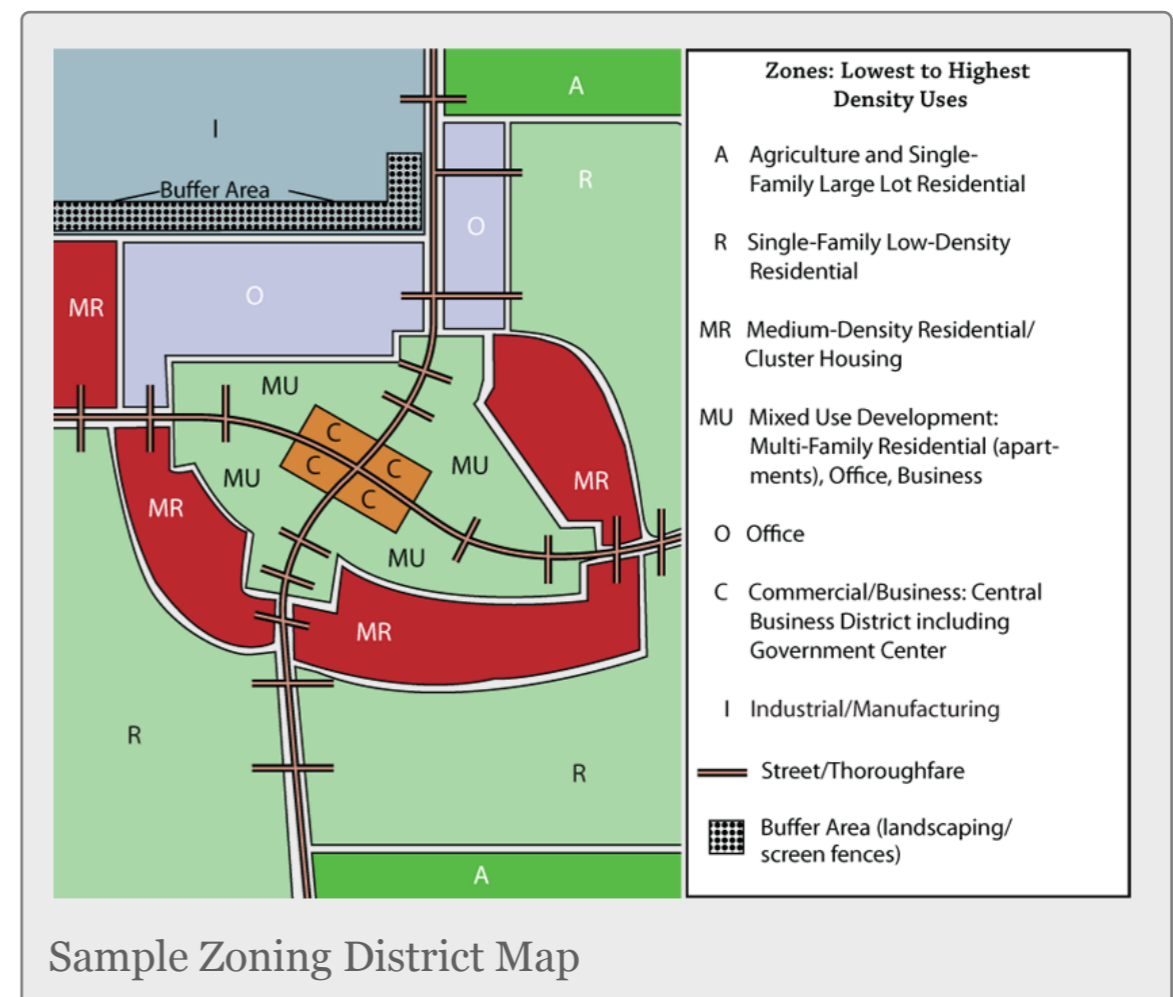 A
I
R
Buffer Area
O
O
MR
MU
C
C
C
C
MU
MU
MR
MR
MU
MR
R
R
A
Zones: Lowest to Highest
Density Uses
A Agriculture and Single-
Family Large Lot Residential
R Single-Family Low-Density
Residential
MR Medium-Density Residential/
Cluster Housing
MU Mixed Use Development:
Multi-Family Residential (apart-
ments), Office, Business
O Office
C Commercial/Business: Central
Business District including
Government Center
I Industrial/Manufacturing
Street/Thoroughfare
Buffer Area (landscaping/
screen fences)
Sample Zoning District Map